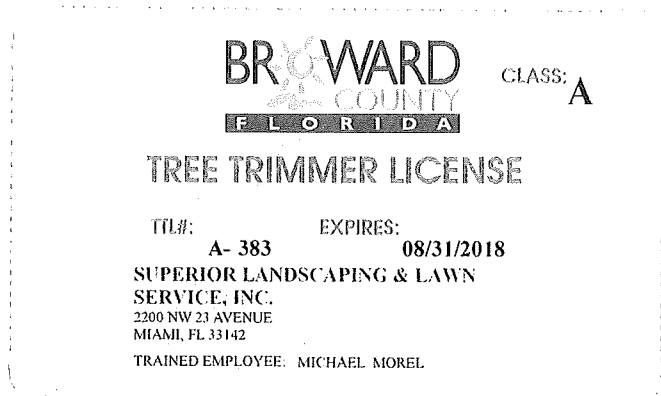 BROWARD
COUNTY
FLORIDA
CLASS: A
TREE TRIMMER LICENSE
TTL#: EXPIRES:
A- 383 08/31/2018
SUPERIOR LANDSCAPING & LAWN
SERVICE, INC.
2200 NW 23 AVENUE
MIAMI, FL 33142
TRAINED EMPLOYEE: MICHAEL MOREL